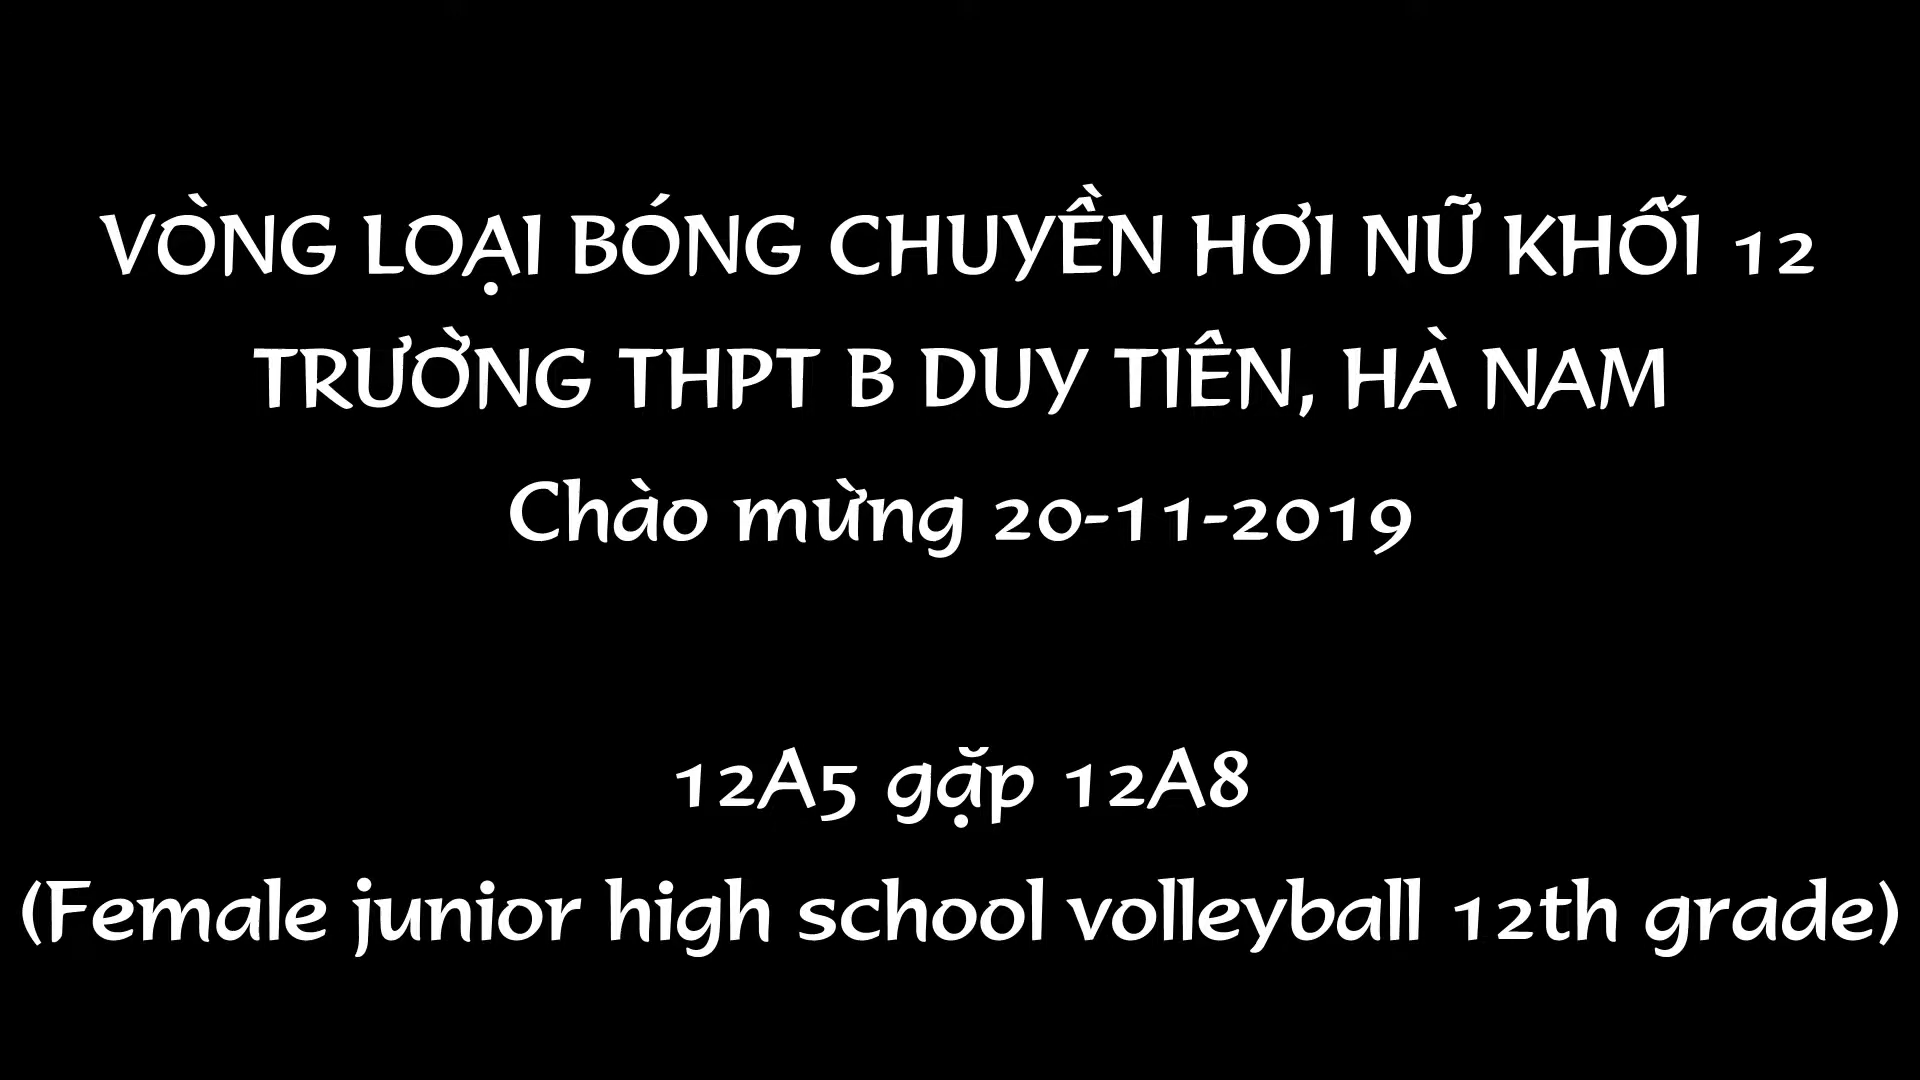 VÒNG LOẠI BÓNG CHUYỀN HƠI NỮ KHỐI 12
TRƯỜNG THPT B DUY TIÊN, HÀ NAM
Chào mừng 20-11-2019
12A5 gặp 12A8
(Female junior high school volleyball 12th grade)